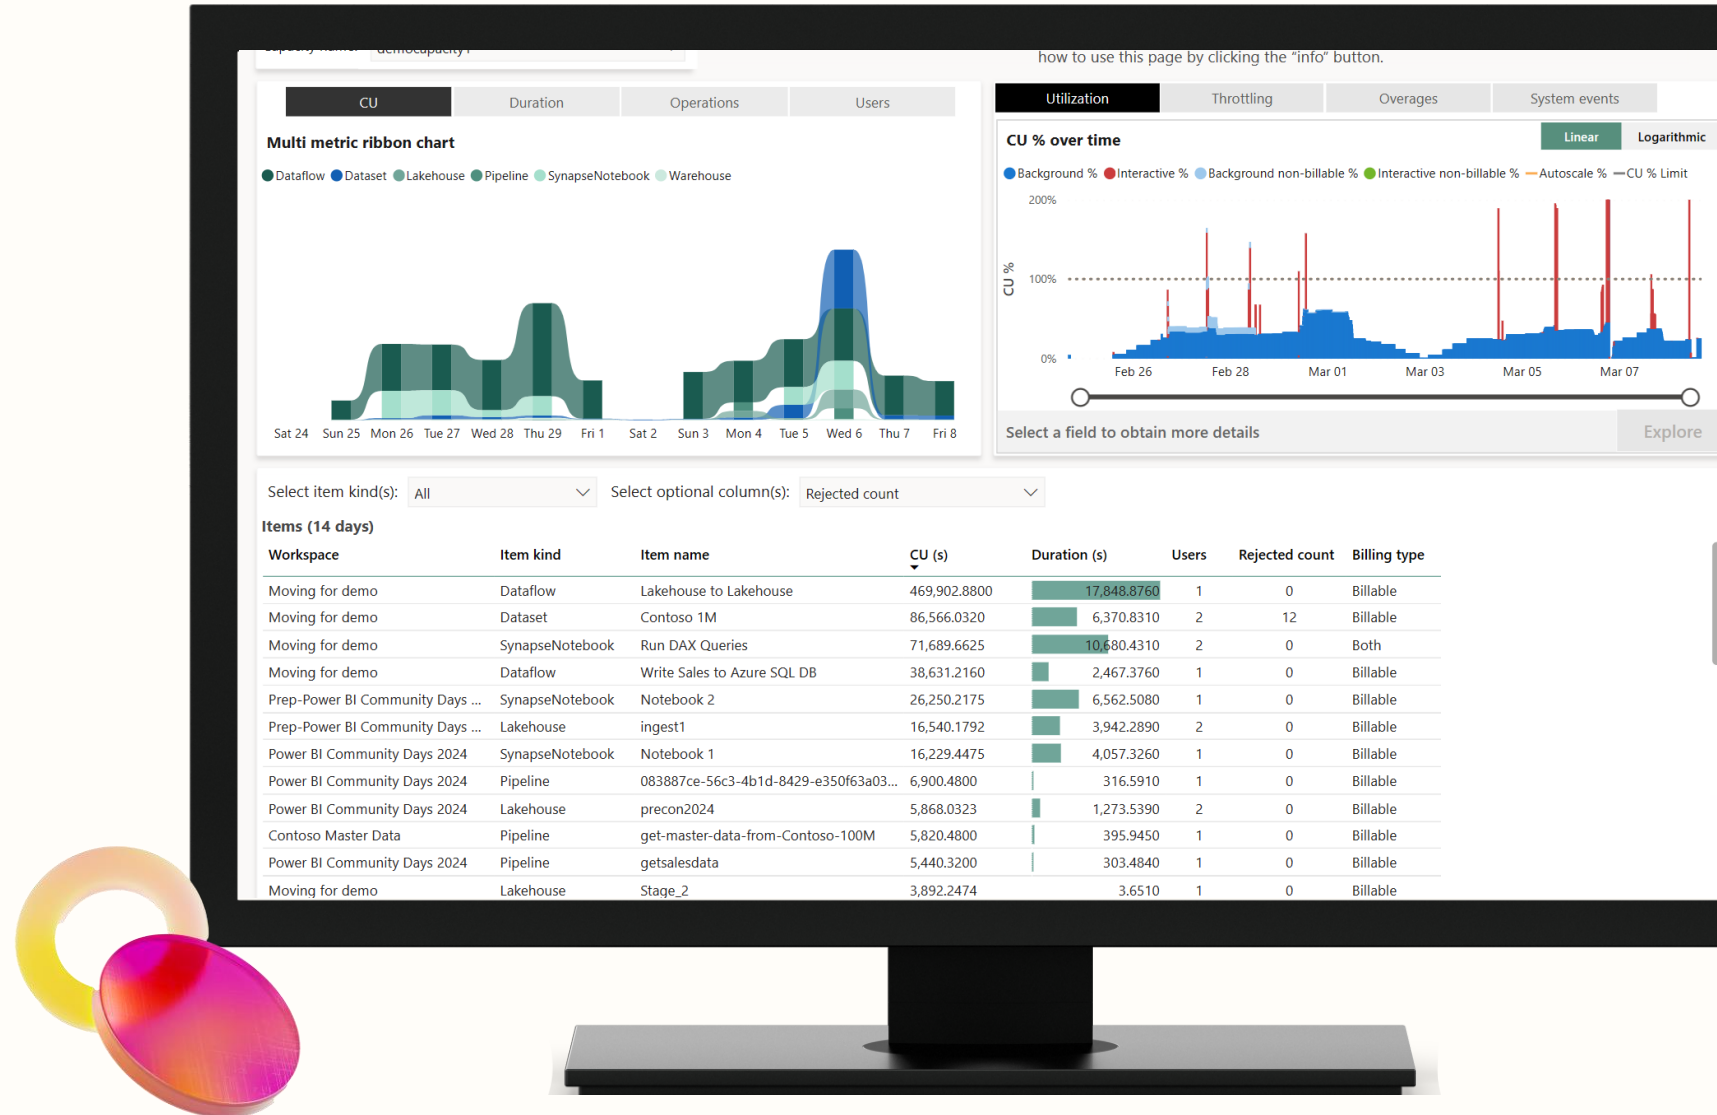 how to use this page by clicking the "info" button.
CU Duration Operations Users
Multi metric ribbon chart
Dataflow Dataset Lakehouse Pipeline SynapseNotebook Warehouse
Sat 24 Sun 25 Mon 26 Tue 27 Wed 28 Thu 29 Fri 1 Sat 2 Sun 3 Mon 4 Tue 5 Wed 6 Thu 7 Fri 8
Utilization Throttling Overages System events
CU % over time
Linear Logarithmic
Background % Interactive % Background non-billable % Interactive non-billable % Autoscale % CU % Limit
200%
100%
0%
CU %
Feb 26 Feb 28 Mar 01 Mar 03 Mar 05 Mar 07
Select a field to obtain more details Explore
Select item kind(s): All Select optional column(s): Rejected count
Items (14 days)
Workspace Item kind Item name CU (s) Duration (s) Users Rejected count Billing type
Moving for demo Dataflow Lakehouse to Lakehouse 469,902.8800 17,848.8760 1 0 Billable
Moving for demo Dataset Contoso 1M 86,566.0320 6,370.8310 2 12 Billable
Moving for demo SynapseNotebook Run DAX Queries 71,689.6625 10,680.4310 2 0 Both
Moving for demo Dataflow Write Sales to Azure SQL DB 38,631.2160 2,467.3760 1 0 Billable
Prep-Power BI Community Days ... SynapseNotebook Notebook 2 26,250.2175 6,562.5080 1 0 Billable
Prep-Power BI Community Days ... Lakehouse ingest1 16,540.1792 3,942.2890 2 0 Billable
Power BI Community Days 2024 SynapseNotebook Notebook 1 16,229.4475 4,057.3260 1 0 Billable
Power BI Community Days 2024 Pipeline 083887ce-56c3-4b1d-8429-e350f63a03... 6,900.4800 316.5910 1 0 Billable
Power BI Community Days 2024 Lakehouse precon2024 5,868.0323 1,273.5390 2 0 Billable
Contoso Master Data Pipeline get-master-data-from-Contoso-100M 5,820.4800 395.9450 1 0 Billable
Power BI Community Days 2024 Pipeline getsalesdata 5,440.3200 303.4840 1 0 Billable
Moving for demo Lakehouse Stage_2 3,892.2474 3.6510 1 0 Billable